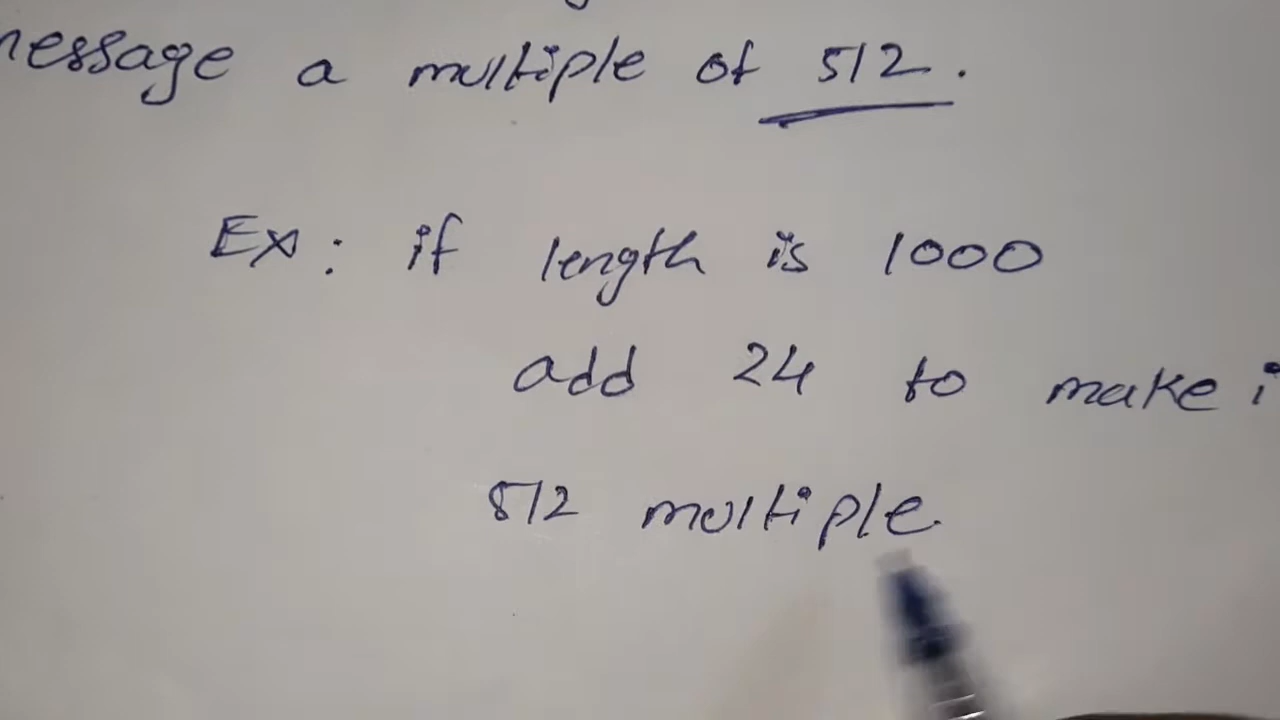 message a multiple of 512.
Ex: if length is 1000
add 24 to make i
512 multiple